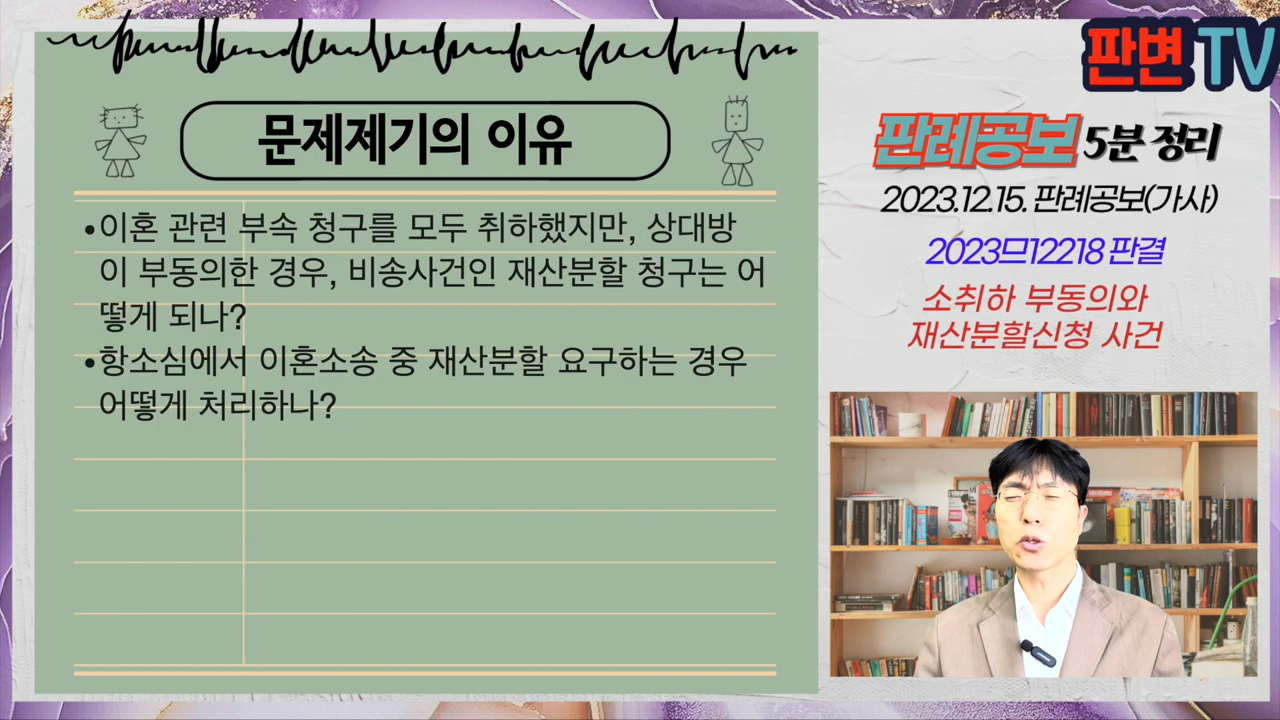 판변 TV
문제제기의 이유
•이혼 관련 부속 청구를 모두 취하했지만, 상대방
이 부동의한 경우, 비송사건인 재산분할 청구는 어
떻게 되나?
•항소심에서 이혼소송 중 재산분할 요구하는 경우
어떻게 처리하나?
판례공보 5분 정리
2023.12.15. 판례공보(가사)
2023므12218 판결
소취하 부동의와
재산분할신청 사건